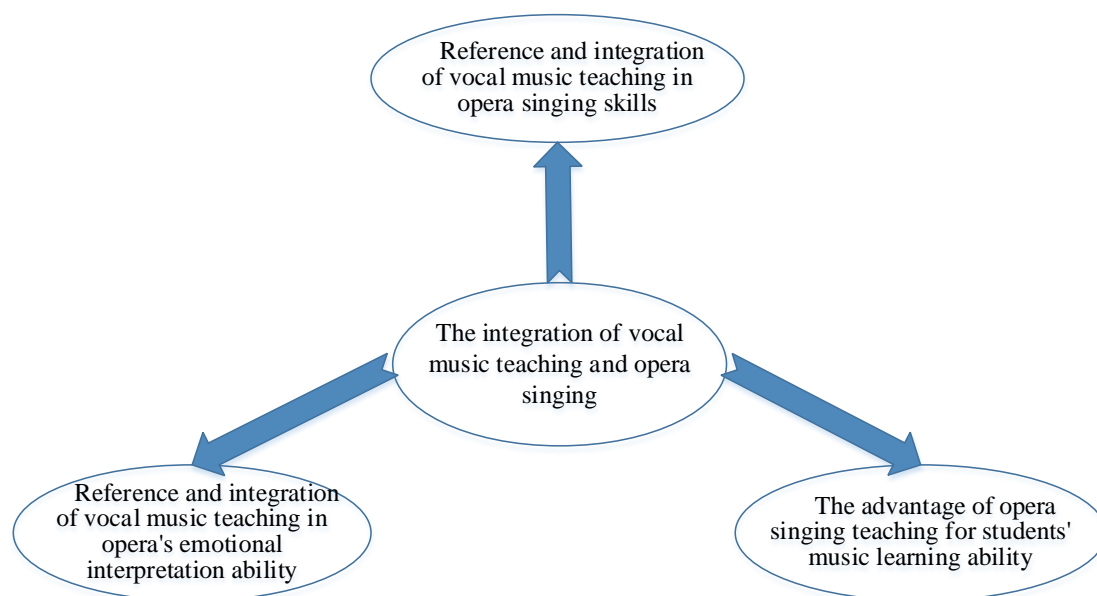 Reference and integration
of vocal music teaching in
opera singing skills
The integration of vocal
music teaching and opera
singing
Reference and integration
of vocal music teaching in
opera's emotional
interpretation ability
The advantage of opera
singing teaching for students'
music learning ability